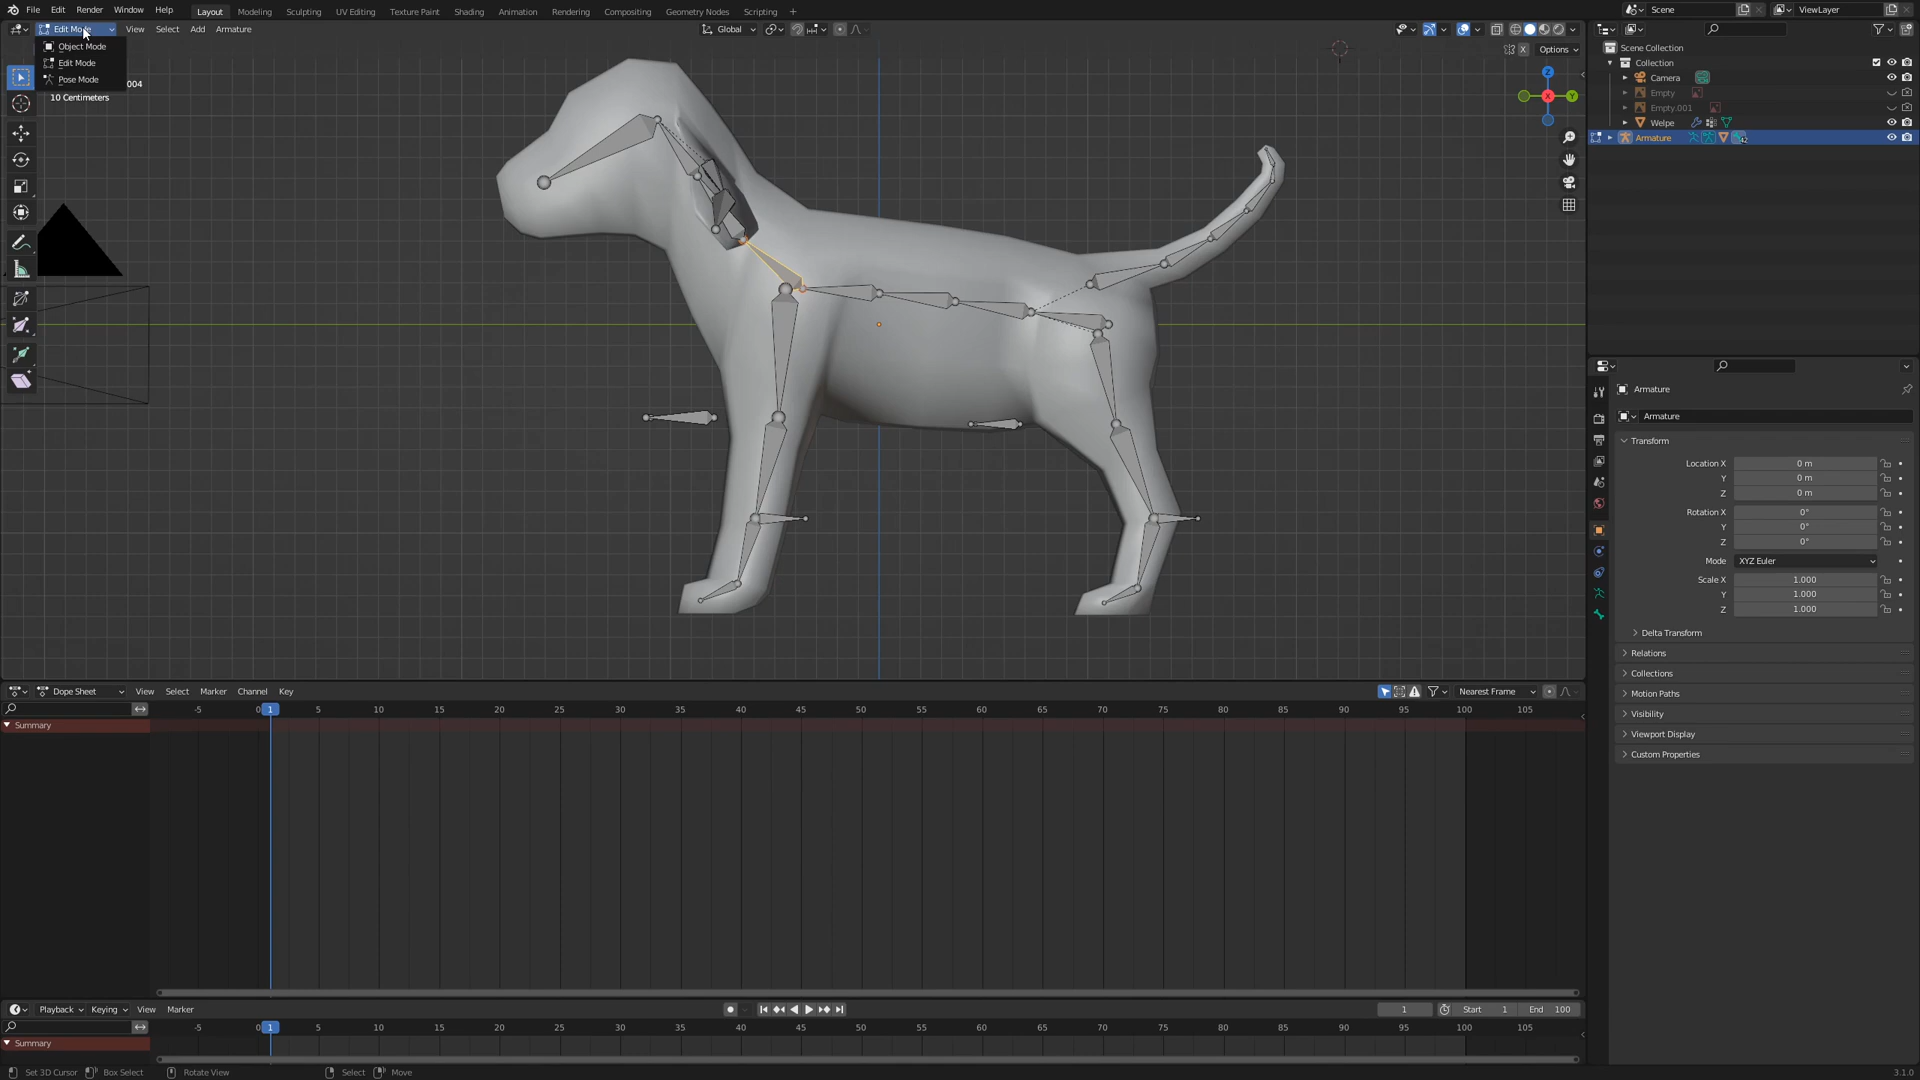 File Edit Render Window Help Layout Modeling Sculpting UV Editing Texture Paint Shading Animation Rendering Compositing Geometry Nodes Scripting + Scene ViewLayer
Edit Mode View Select Add Armature Global
Object Mode
Edit Mode
Pose Mode
004
10 Centimeters
X Options
Z
X
Y
Scene Collection
Collection
Camera
Empty
Empty.001
Welpe
Armature 42
Armature
Armature
Transform
Location X 0 m
Y 0 m
Z 0 m
Rotation X 0°
Y 0°
Z 0°
Mode XYZ Euler
Scale X 1.000
Y 1.000
Z 1.000
Delta Transform
Relations
Collections
Motion Paths
Visibility
Viewport Display
Custom Properties
Dope Sheet View Select Marker Channel Key Nearest Frame
-5 0 1 5 10 15 20 25 30 35 40 45 50 55 60 65 70 75 80 85 90 95 100 105
Summary
Playback Keying View Marker 1 Start 1 End 100
-5 0 1 5 10 15 20 25 30 35 40 45 50 55 60 65 70 75 80 85 90 95 100 105
Summary
Set 3D Cursor Box Select Rotate View Select Move 3.1.0